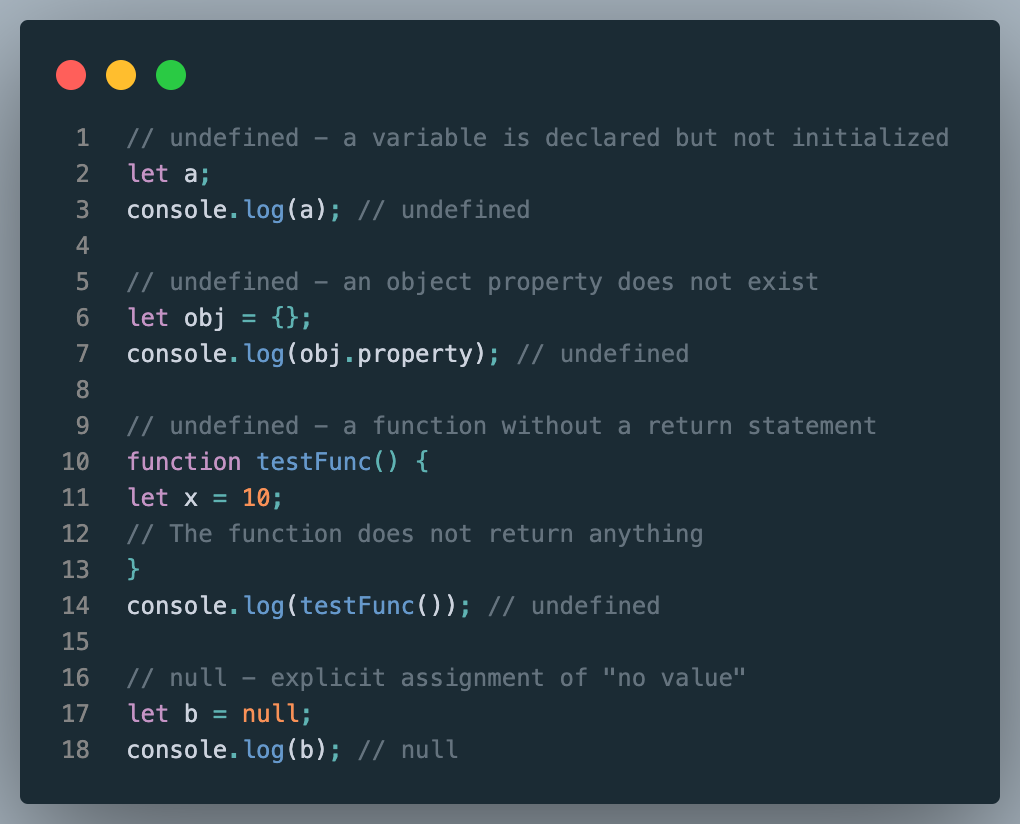 1 // undefined – a variable is declared but not initialized
2 let a;
3 console.log(a); // undefined
4
5 // undefined – an object property does not exist
6 let obj = {};
7 console.log(obj.property); // undefined
8
9 // undefined – a function without a return statement
10 function testFunc() {
11 let x = 10;
12 // The function does not return anything
13 }
14 console.log(testFunc()); // undefined
15
16 // null – explicit assignment of "no value"
17 let b = null;
18 console.log(b); // null